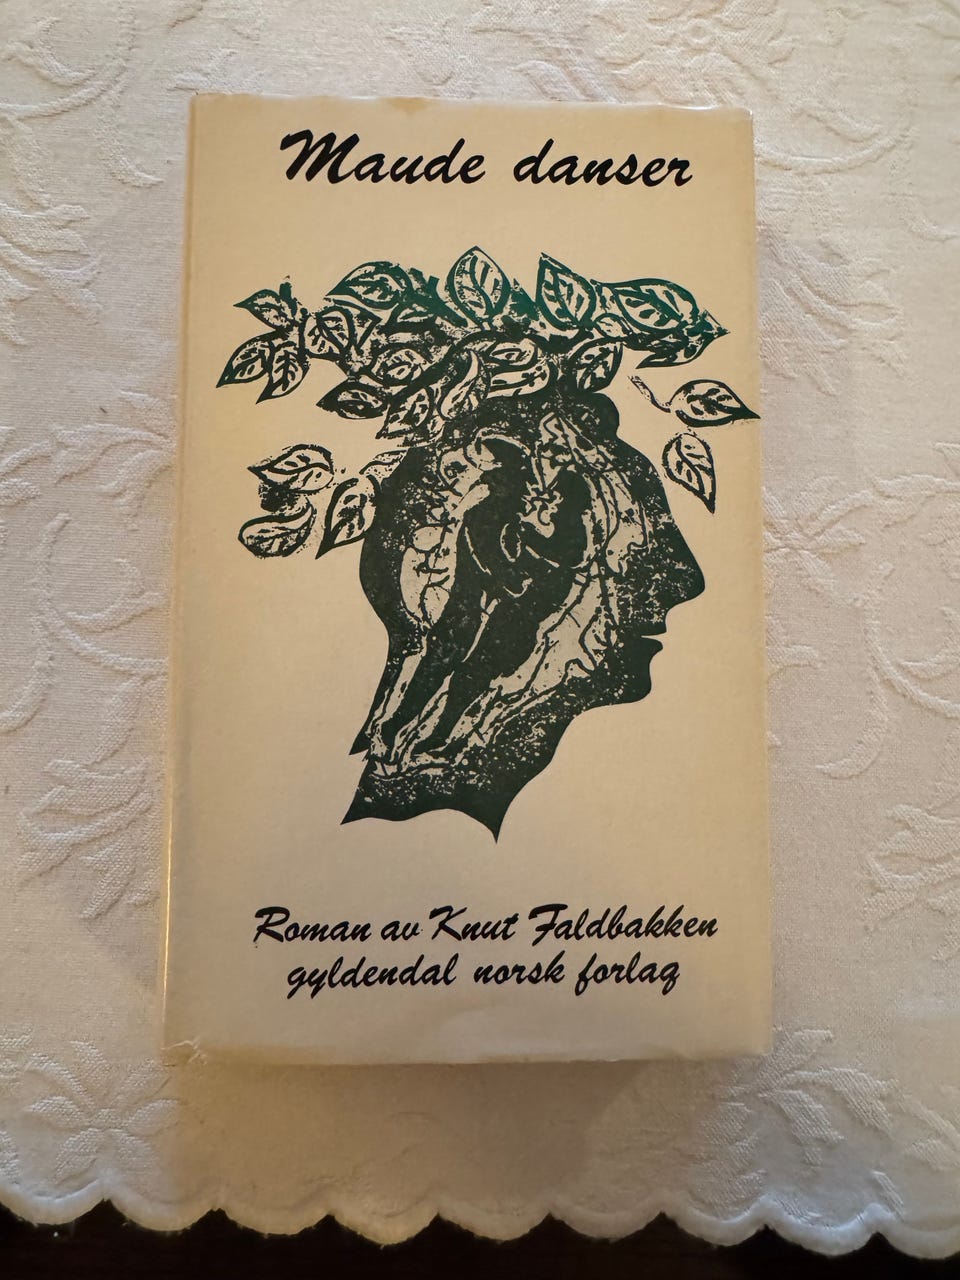 Maude danser
Roman av Knut Faldbakken
gyldendal norsk forlag